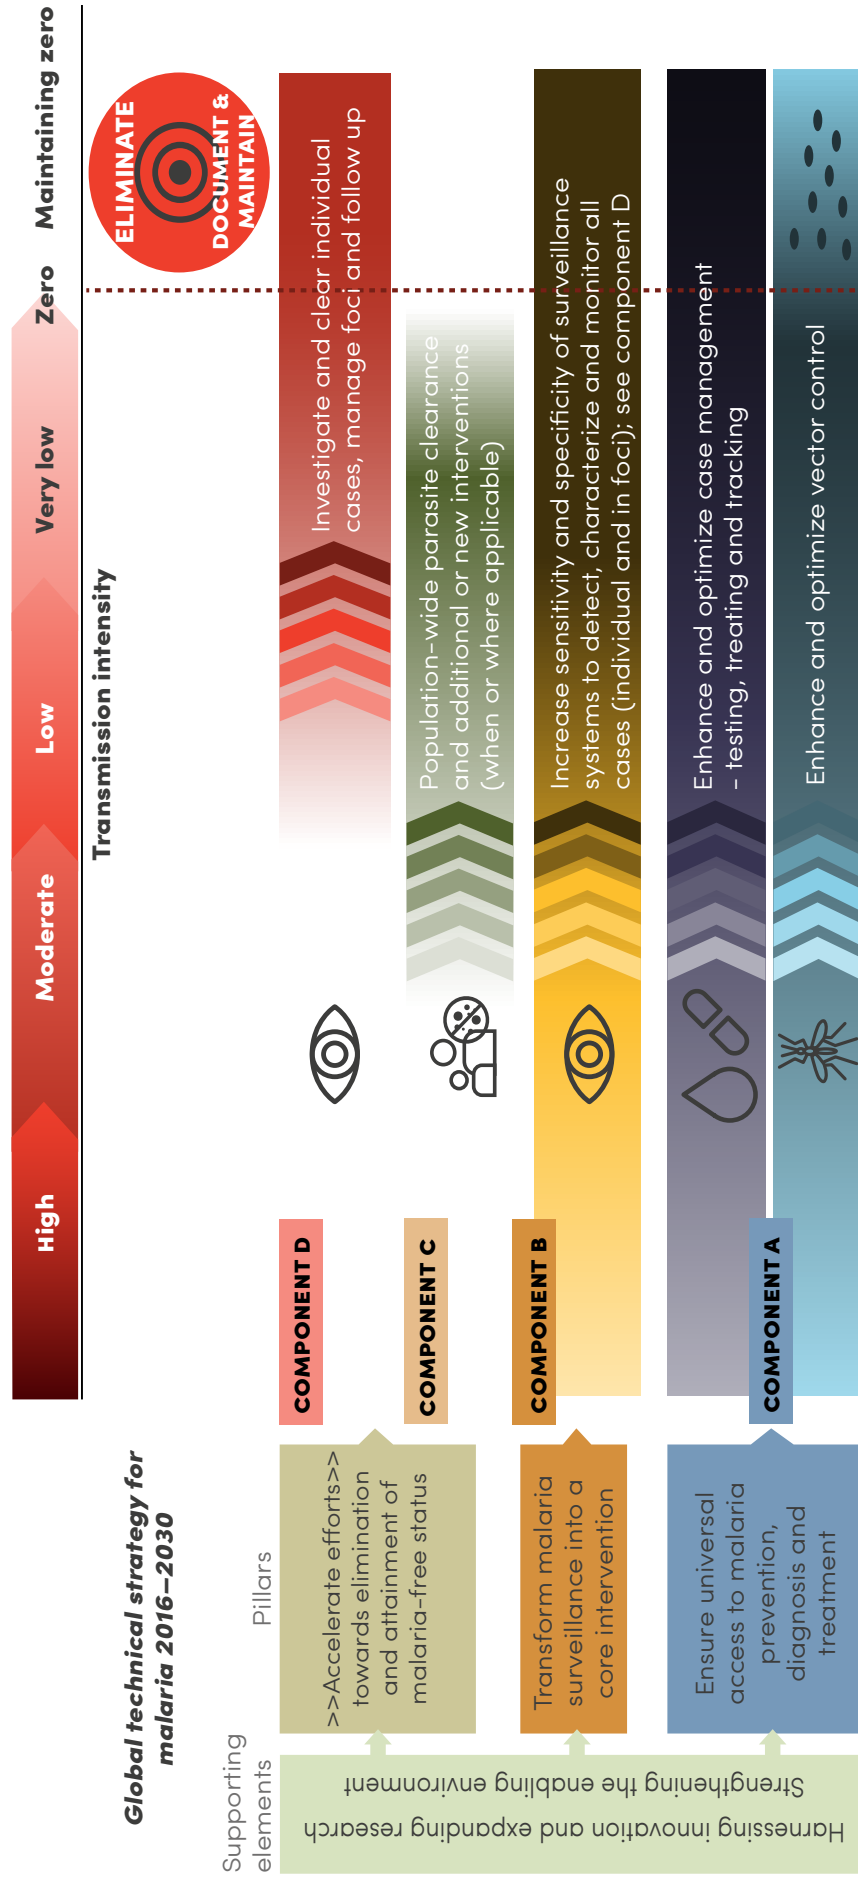 Global technical strategy for
malaria 2016–2030
High
Moderate
Low
Very low
Zero
Maintaining zero
Transmission intensity
ELIMINATE
DOCUMENT &
MAINTAIN
Supporting
elements
Pillars
Harnessing innovation and expanding research
Strengthening the enabling environment
>>Accelerate efforts>>
towards elimination
and attainment of
malaria-free status
COMPONENT D
Investigate and clear individual
cases, manage foci and follow up
COMPONENT C
Population-wide parasite clearance
and additional or new interventions
(when or where applicable)
Transform malaria
surveillance into a
core intervention
COMPONENT B
Increase sensitivity and specificity of surveillance
systems to detect, characterize and monitor all
cases (individual and in foci); see component D
Ensure universal
access to malaria
prevention,
diagnosis and
treatment
COMPONENT A
Enhance and optimize case management
– testing, treating and tracking
Enhance and optimize vector control